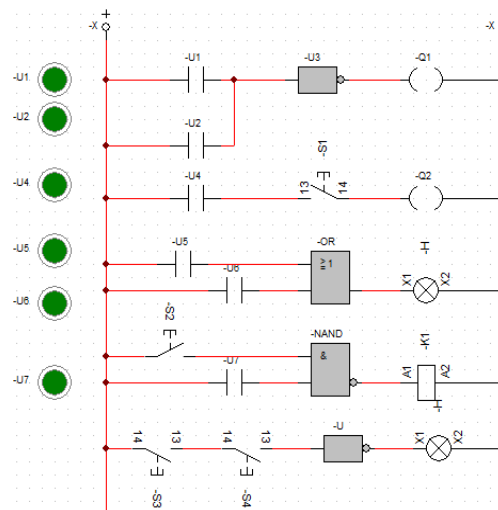 +
-X -X
-U1 -U1 -U3 -Q1
-U2
-U2
-S1
-U4 -U4 13 14 -Q2
-U5 -U5 -OR -H
≥1
-U6 -U6 X1 X2
-S2 -NAND -K1
&
-U7 -U7 A1 A2
-H
14 13 14 13 -U X1 X2
-S3 -S4